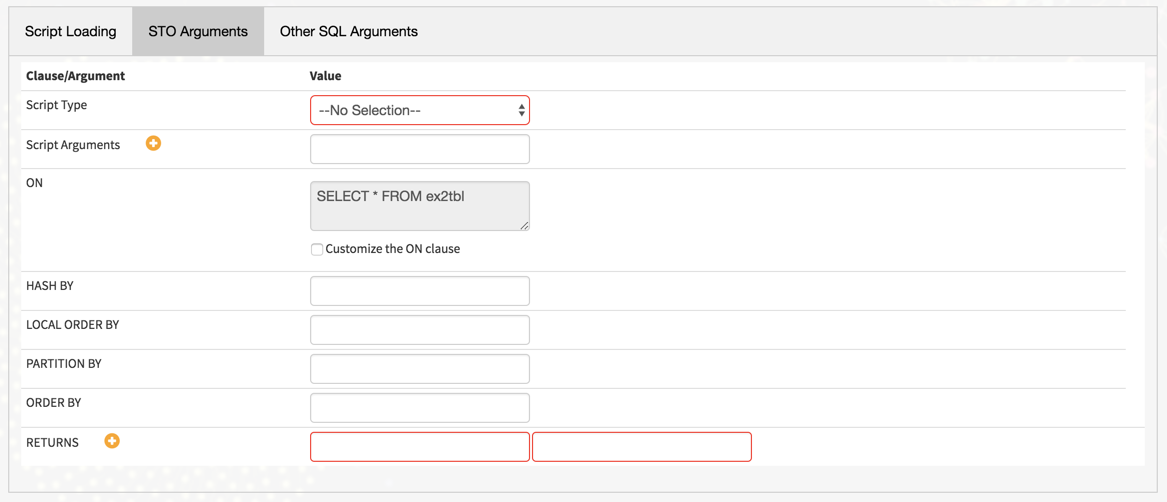 Script Loading STO Arguments Other SQL Arguments
Clause/Argument Value
Script Type --No Selection--
Script Arguments
ON SELECT * FROM ex2tbl
Customize the ON clause
HASH BY
LOCAL ORDER BY
PARTITION BY
ORDER BY
RETURNS